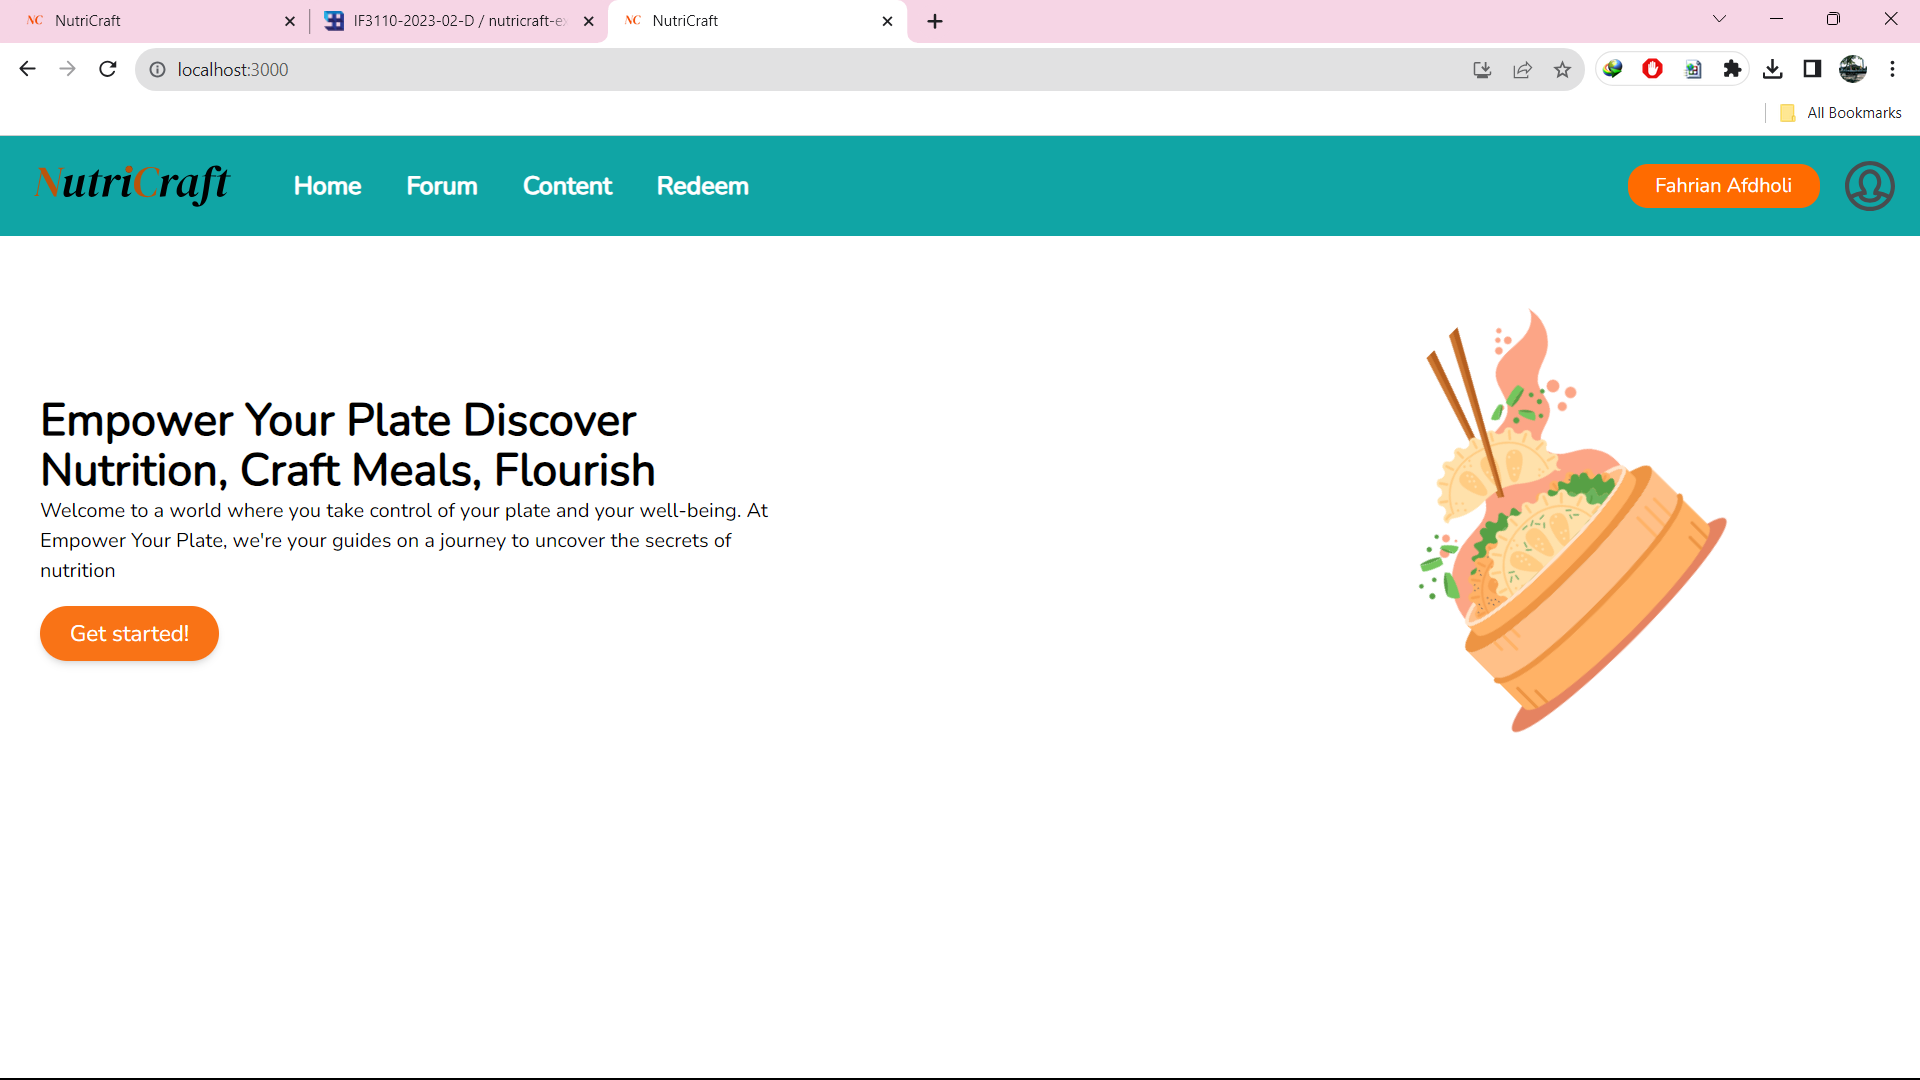 NC NutriCraft
IF3110-2023-02-D / nutricraft-e
NC NutriCraft
localhost:3000
All Bookmarks
NutriCraft
Home
Forum
Content
Redeem
Fahrian Afdholi
Empower Your Plate Discover
Nutrition, Craft Meals, Flourish
Welcome to a world where you take control of your plate and your well-being. At
Empower Your Plate, we're your guides on a journey to uncover the secrets of
nutrition
Get started!